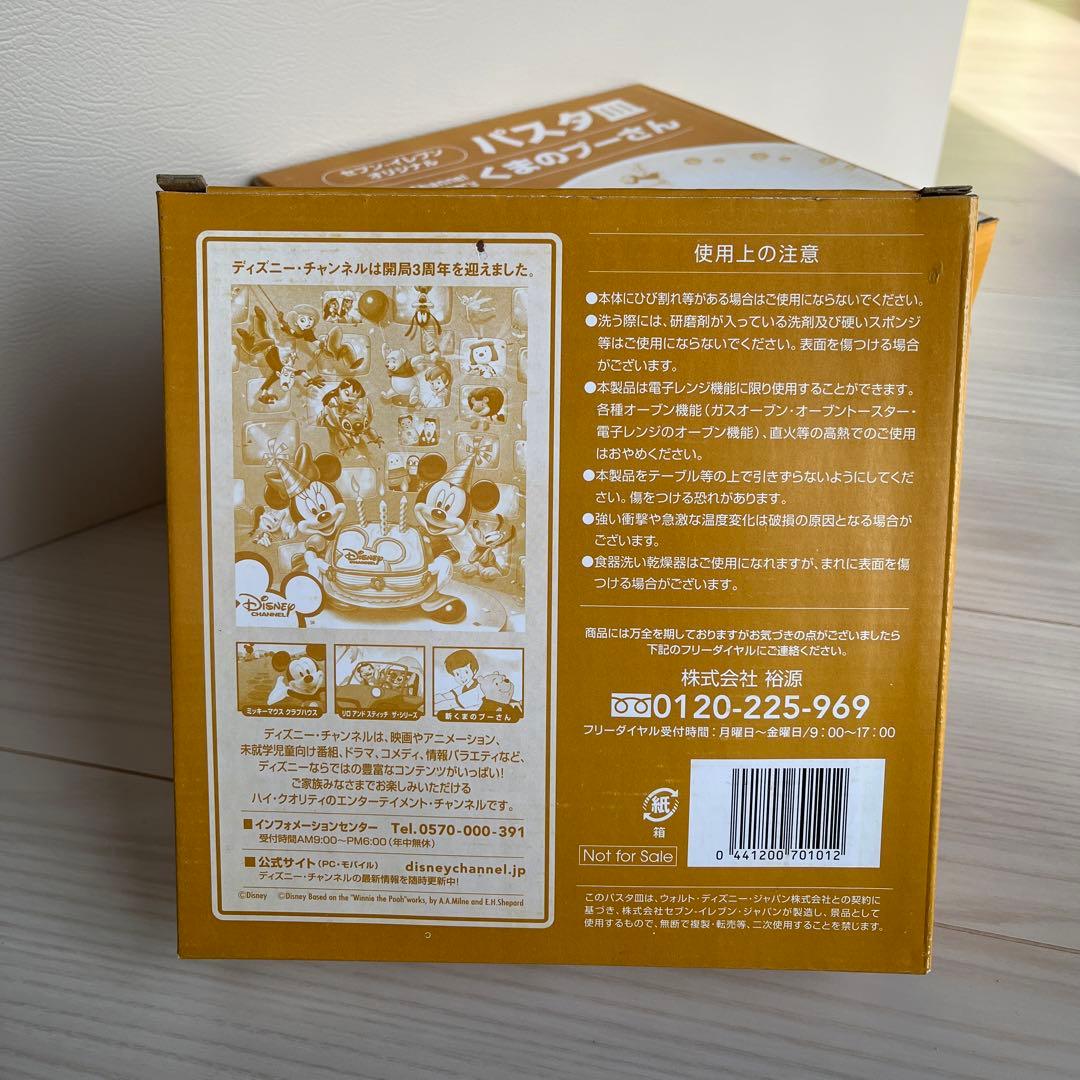 セブン-イレブン
オリジナル
パスタ皿
くまのプーさん
ディズニー・チャンネルは開局3周年を迎えました。
Disney
CHANNEL
Disney
CHANNEL
ミッキーマウス クラブハウス
リロ アンド スティッチ ザ・シリーズ
新くまのプーさん
ディズニー・チャンネルは、映画やアニメーション、
未就学児童向け番組、ドラマ、コメディ、情報バラエティなど、
ディズニーならではの豊富なコンテンツがいっぱい!
ご家族みなさまでお楽しみいただける
ハイ・クオリティのエンターテイメント・チャンネルです。
■インフォメーションセンター Tel.0570-000-391
受付時間AM9:00〜PM6:00(年中無休)
■公式サイト(PC・モバイル) disneychannel.jp
ディズニー・チャンネルの最新情報を随時更新中!
©Disney ©Disney Based on the "Winnie the Pooh"works, by A.A.Milne and E.H.Shepard
使用上の注意
●本体にひび割れ等がある場合はご使用にならないでください。
●洗う際には、研磨剤が入っている洗剤及び硬いスポンジ
等はご使用にならないでください。表面を傷つける場合
がございます。
●本製品は電子レンジ機能に限り使用することができます。
各種オーブン機能(ガスオーブン・オーブントースター・
電子レンジのオーブン機能)、直火等の高熱でのご使用
はおやめください。
●本製品をテーブル等の上で引きずらないようにしてくだ
さい。傷をつける恐れがあります。
●強い衝撃や急激な温度変化は破損の原因となる場合が
ございます。
●食器洗い乾燥器はご使用になれますが、まれに表面を傷
つける場合がございます。
商品には万全を期しておりますがお気づきの点がございましたら
下記のフリーダイヤルにご連絡ください。
株式会社 裕源
0120-225-969
フリーダイヤル受付時間:月曜日〜金曜日/9:00〜17:00
紙
箱
Not for Sale
0 441200 701012
このパスタ皿は、ウォルト・ディズニー・ジャパン株式会社との契約に
基づき、株式会社セブン-イレブン・ジャパンが製造し、景品として
使用するもので、無断で複製・転売等、二次使用することを禁じます。